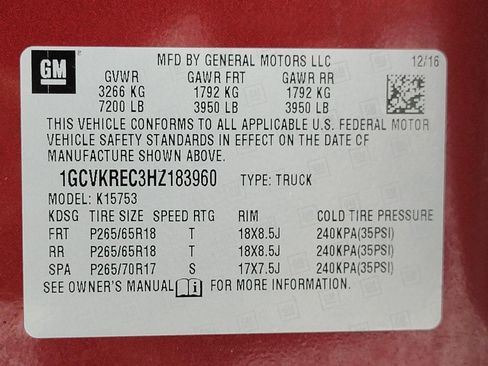 GM
MFD BY GENERAL MOTORS LLC 12/16
GVWR GAWR FRT GAWR RR
3266 KG 1792 KG 1792 KG
7200 LB 3950 LB 3950 LB
THIS VEHICLE CONFORMS TO ALL APPLICABLE U.S. FEDERAL MOTOR
VEHICLE SAFETY STANDARDS IN EFFECT ON THE DATE OF
MANUFACTURE SHOWN ABOVE.
1GCVKREC3HZ183960 TYPE: TRUCK
MODEL: K15753
KDSG TIRE SIZE SPEED RTG RIM COLD TIRE PRESSURE
FRT P265/65R18 T 18X8.5J 240KPA(35PSI)
RR P265/65R18 T 18X8.5J 240KPA(35PSI)
SPA P265/70R17 S 17X7.5J 240KPA(35PSI)
SEE OWNER'S MANUAL FOR MORE INFORMATION.